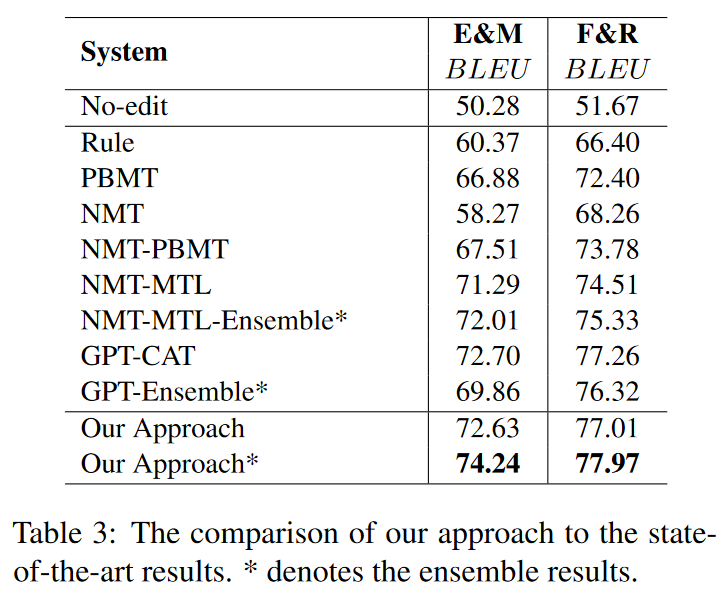 System E&M F&R
BLEU BLEU
No-edit 50.28 51.67
Rule 60.37 66.40
PBMT 66.88 72.40
NMT 58.27 68.26
NMT-PBMT 67.51 73.78
NMT-MTL 71.29 74.51
NMT-MTL-Ensemble* 72.01 75.33
GPT-CAT 72.70 77.26
GPT-Ensemble* 69.86 76.32
Our Approach 72.63 77.01
Our Approach* 74.24 77.97
Table 3: The comparison of our approach to the state-
of-the-art results. * denotes the ensemble results.